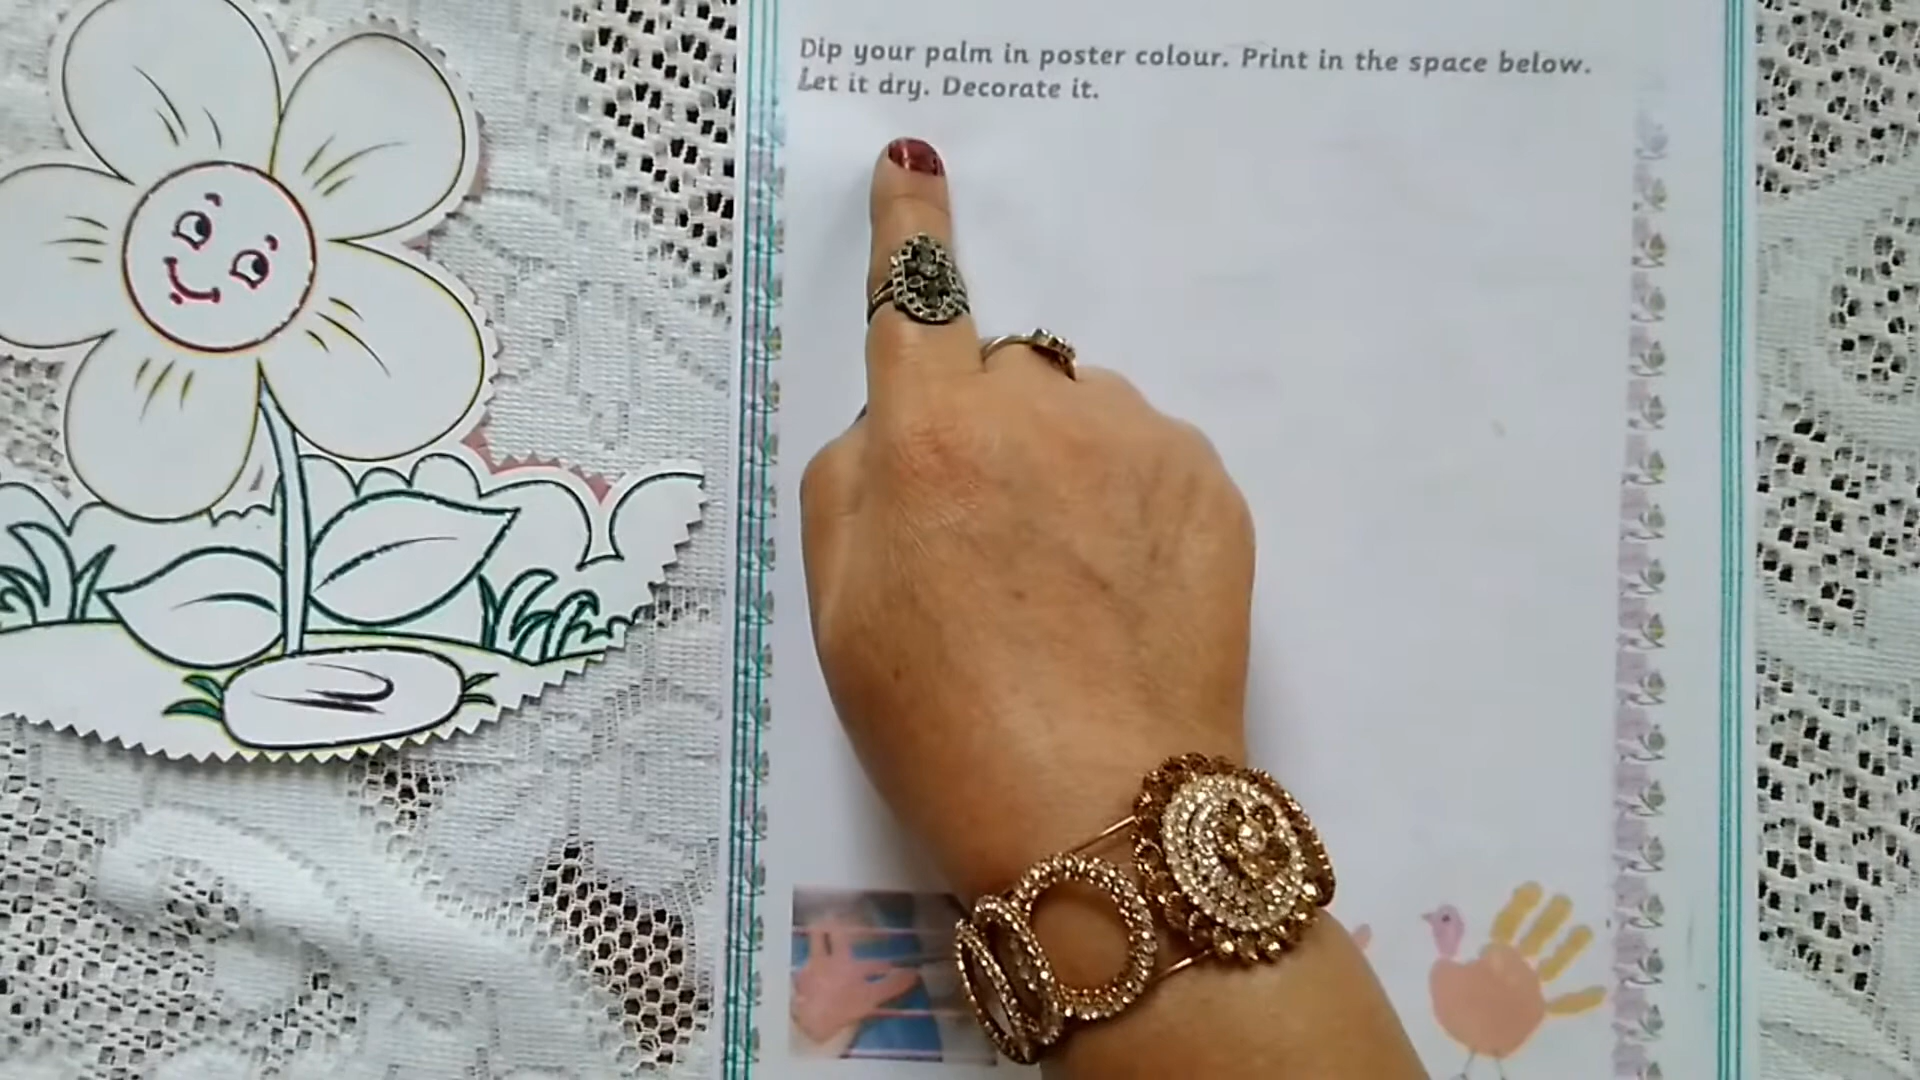 Dip your palm in poster colour. Print in the space below.
Let it dry. Decorate it.